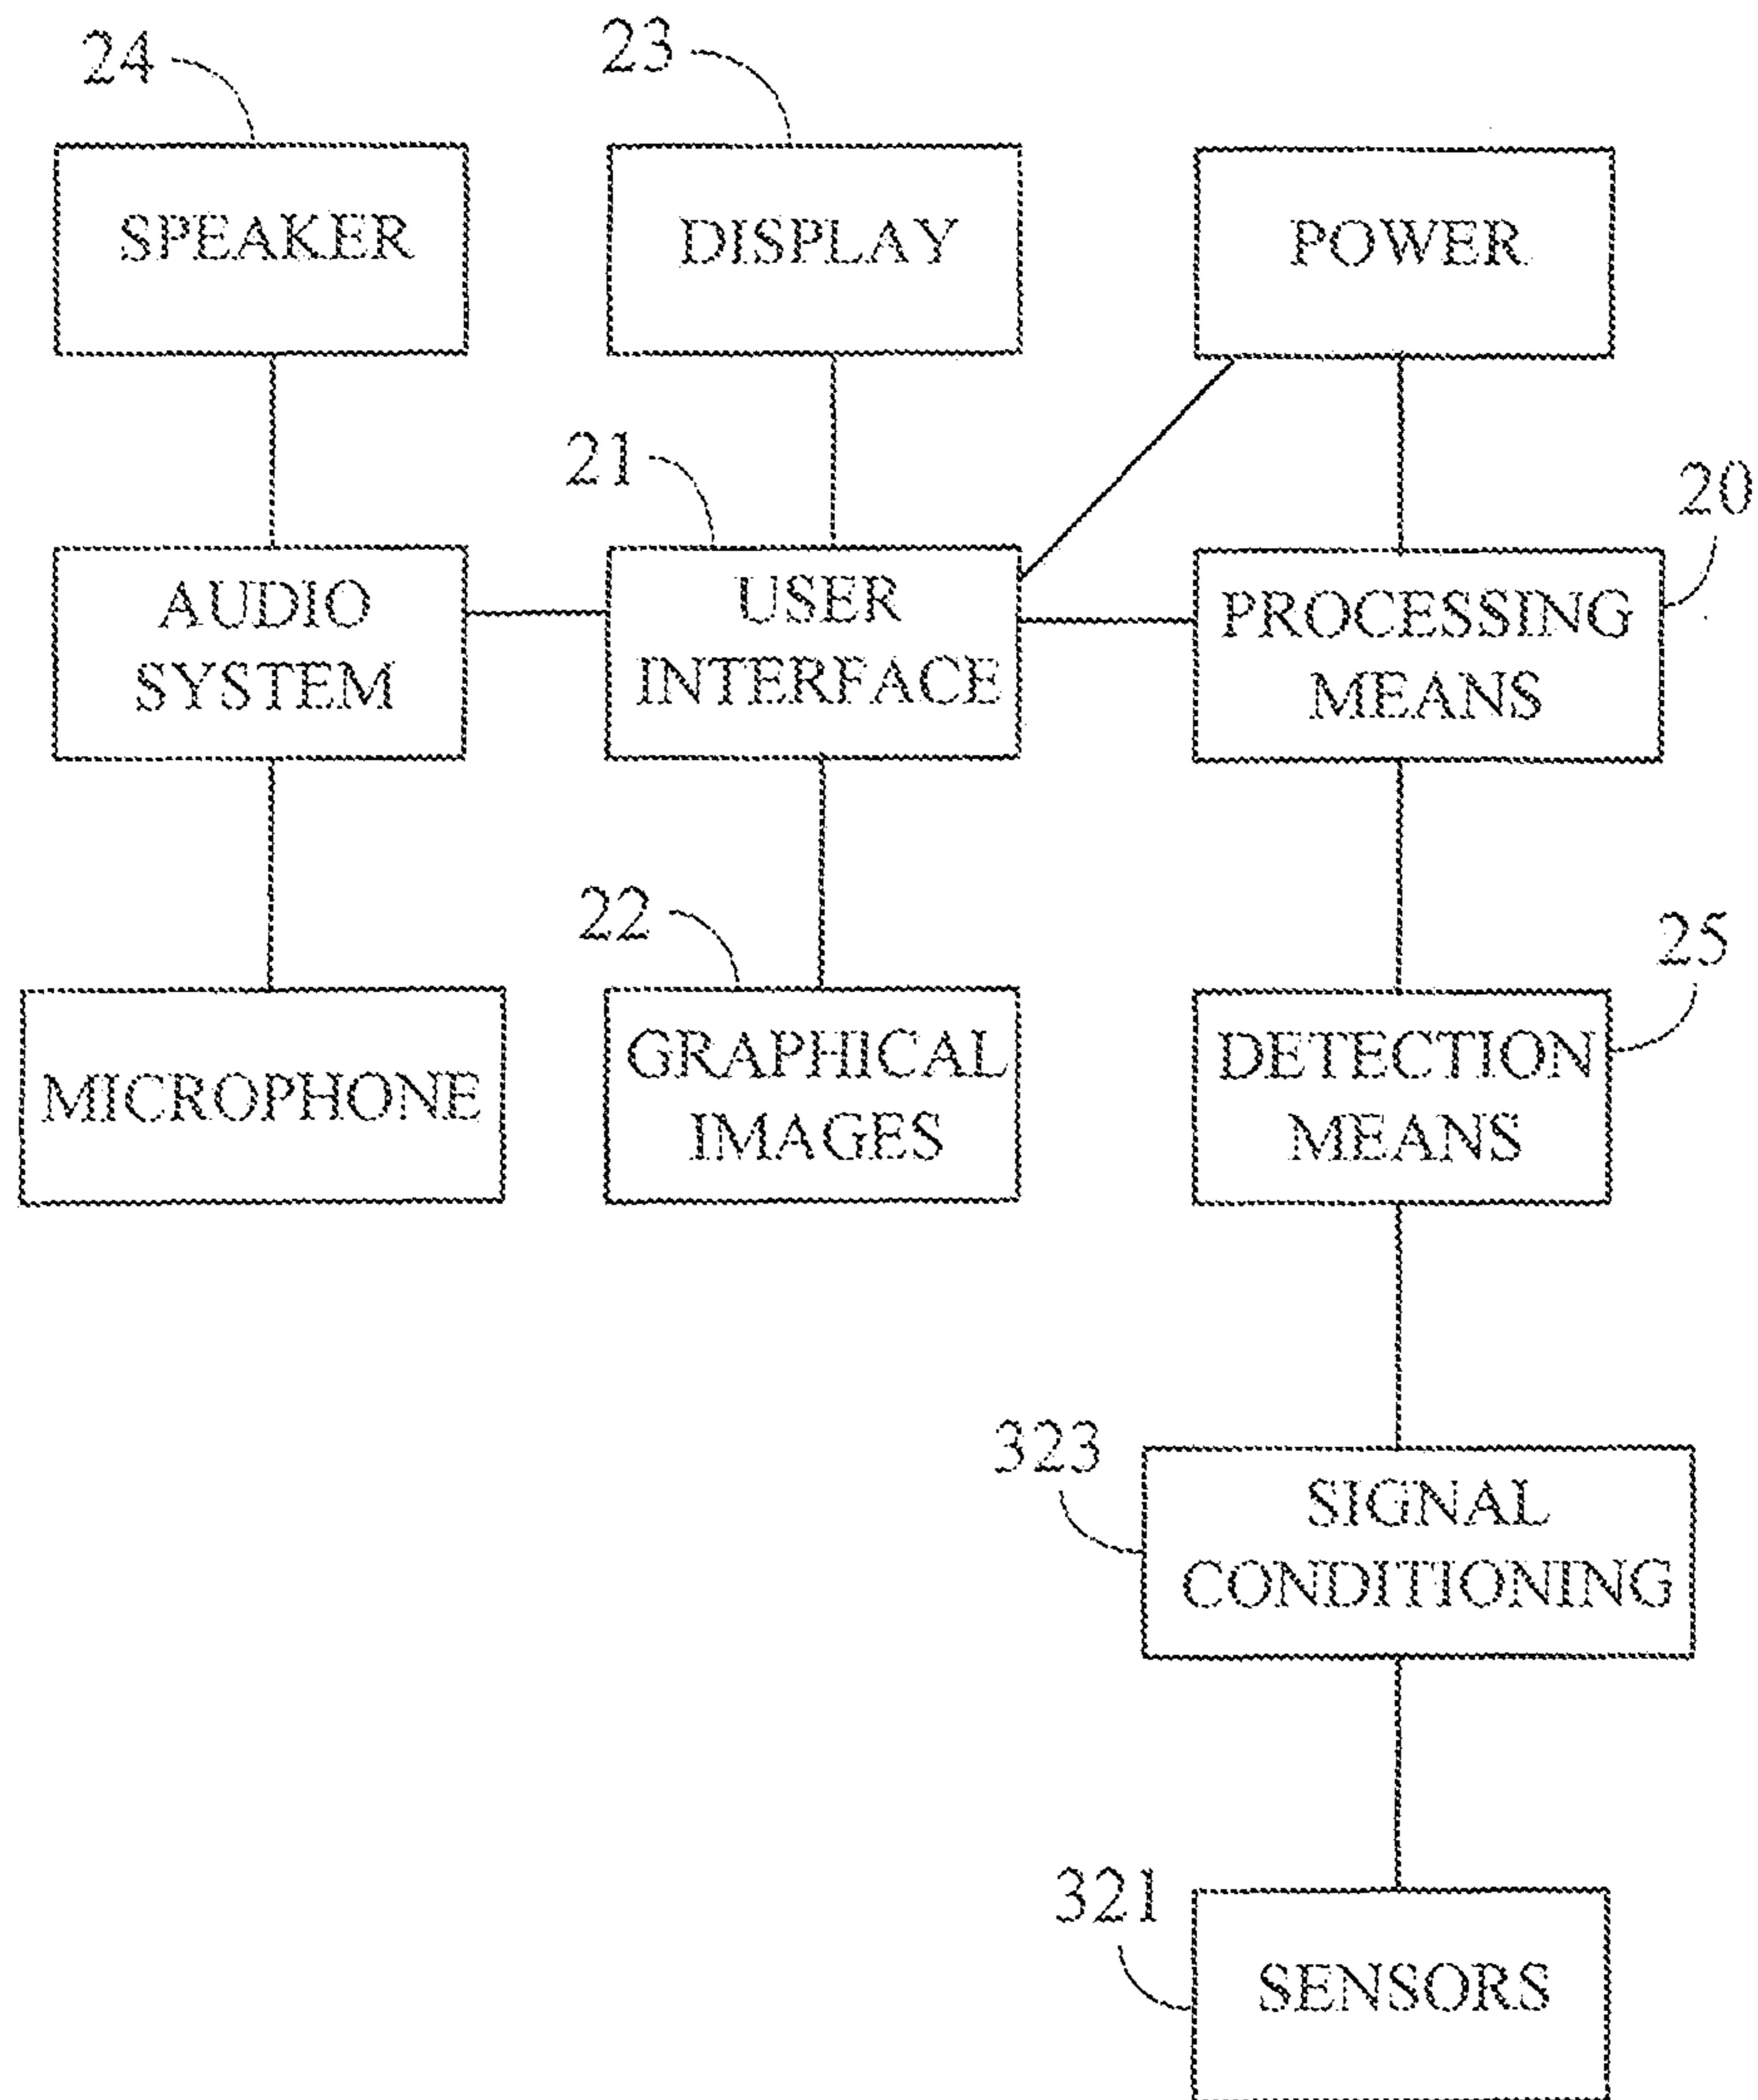 24
23
SPEAKER
DISPLAY
POWER
21
20
AUDIO
SYSTEM
USER
INTERFACE
PROCESSING
MEANS
22
25
MICROPHONE
GRAPHICAL
IMAGES
DETECTION
MEANS
323
SIGNAL
CONDITIONING
321
SENSORS